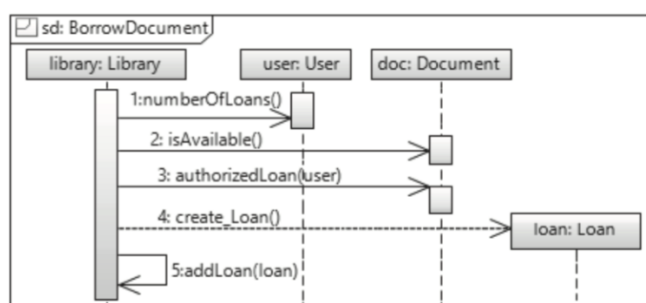 sd: BorrowDocument
library: Library
user: User
doc: Document
1:numberOfLoans()
2: isAvailable()
3: authorizedLoan(user)
4: create_Loan()
loan: Loan
5:addLoan(loan)